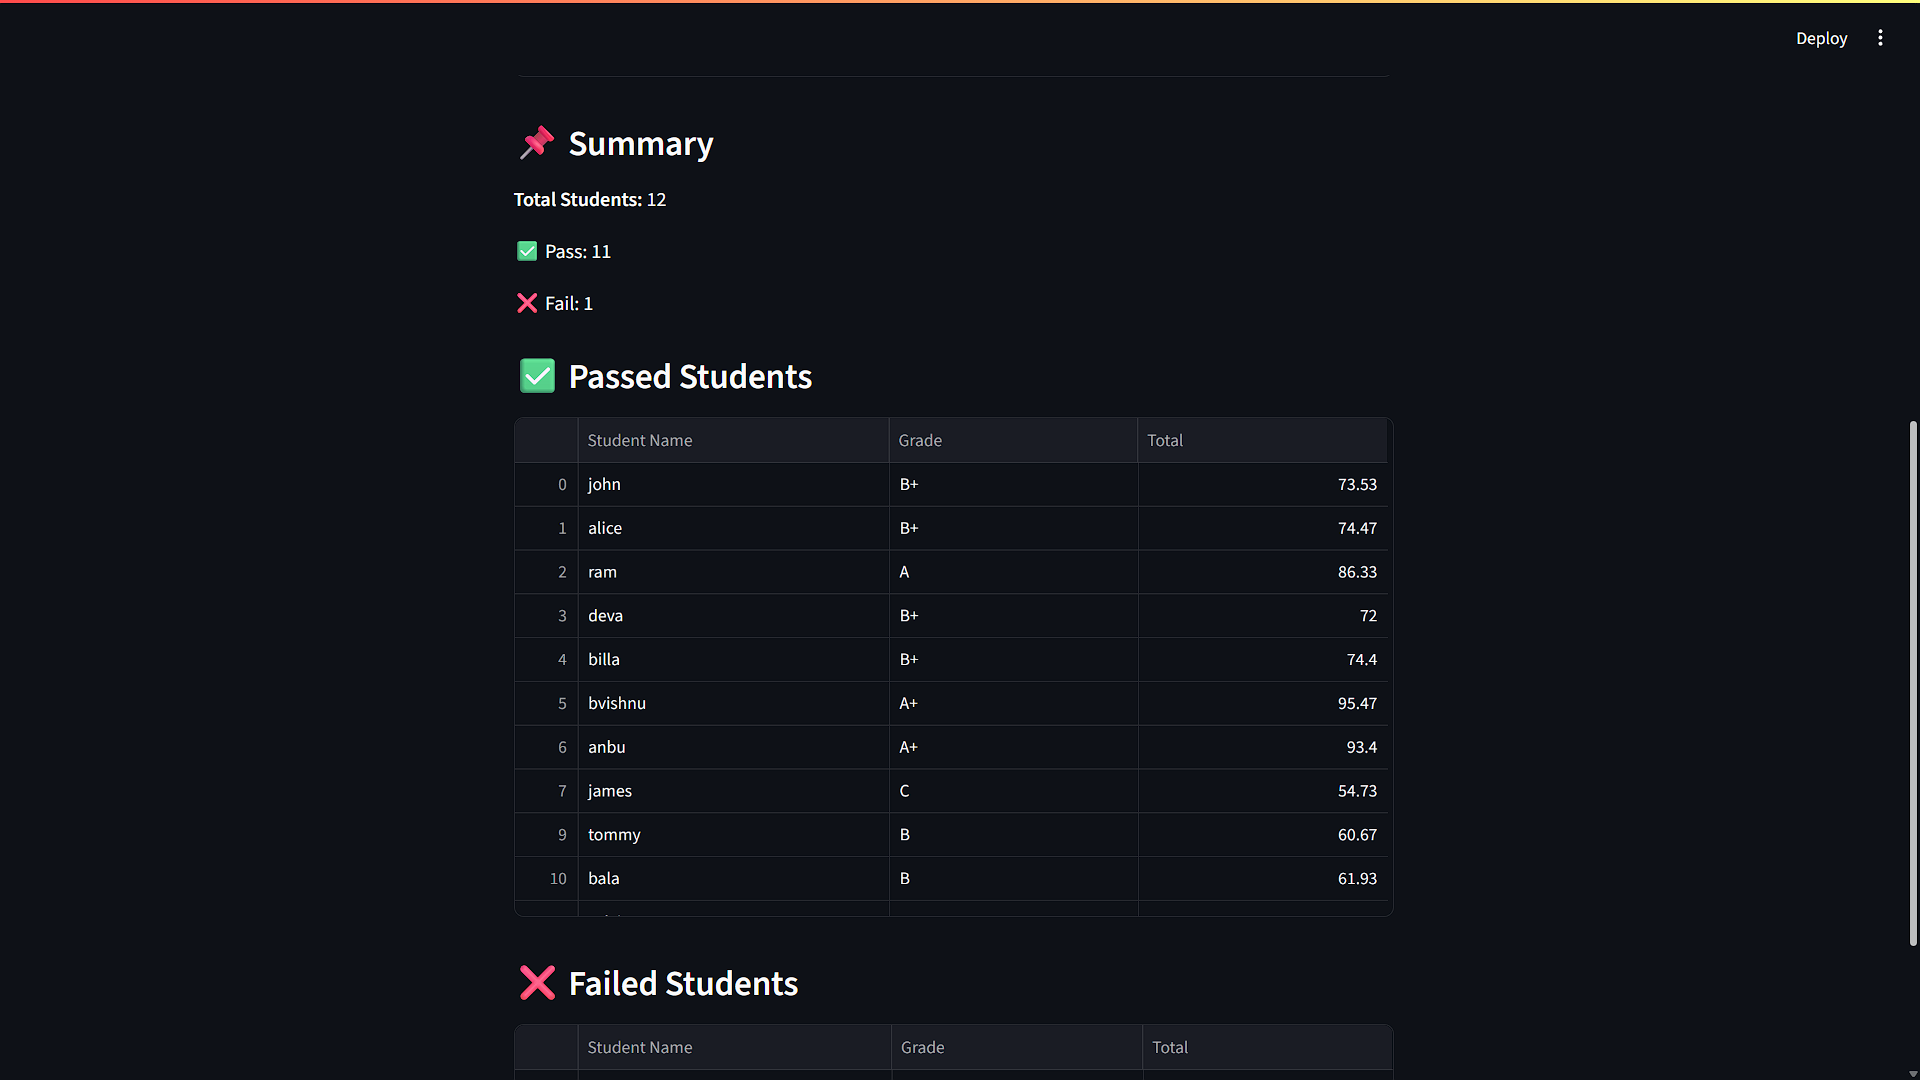 Deploy
📌 Summary
Total Students: 12
✅ Pass: 11
❌ Fail: 1
✅ Passed Students
Student Name Grade Total
0 john B+ 73.53
1 alice B+ 74.47
2 ram A 86.33
3 deva B+ 72
4 billa B+ 74.4
5 bvishnu A+ 95.47
6 anbu A+ 93.4
7 james C 54.73
9 tommy B 60.67
10 bala B 61.93
❌ Failed Students
Student Name Grade Total